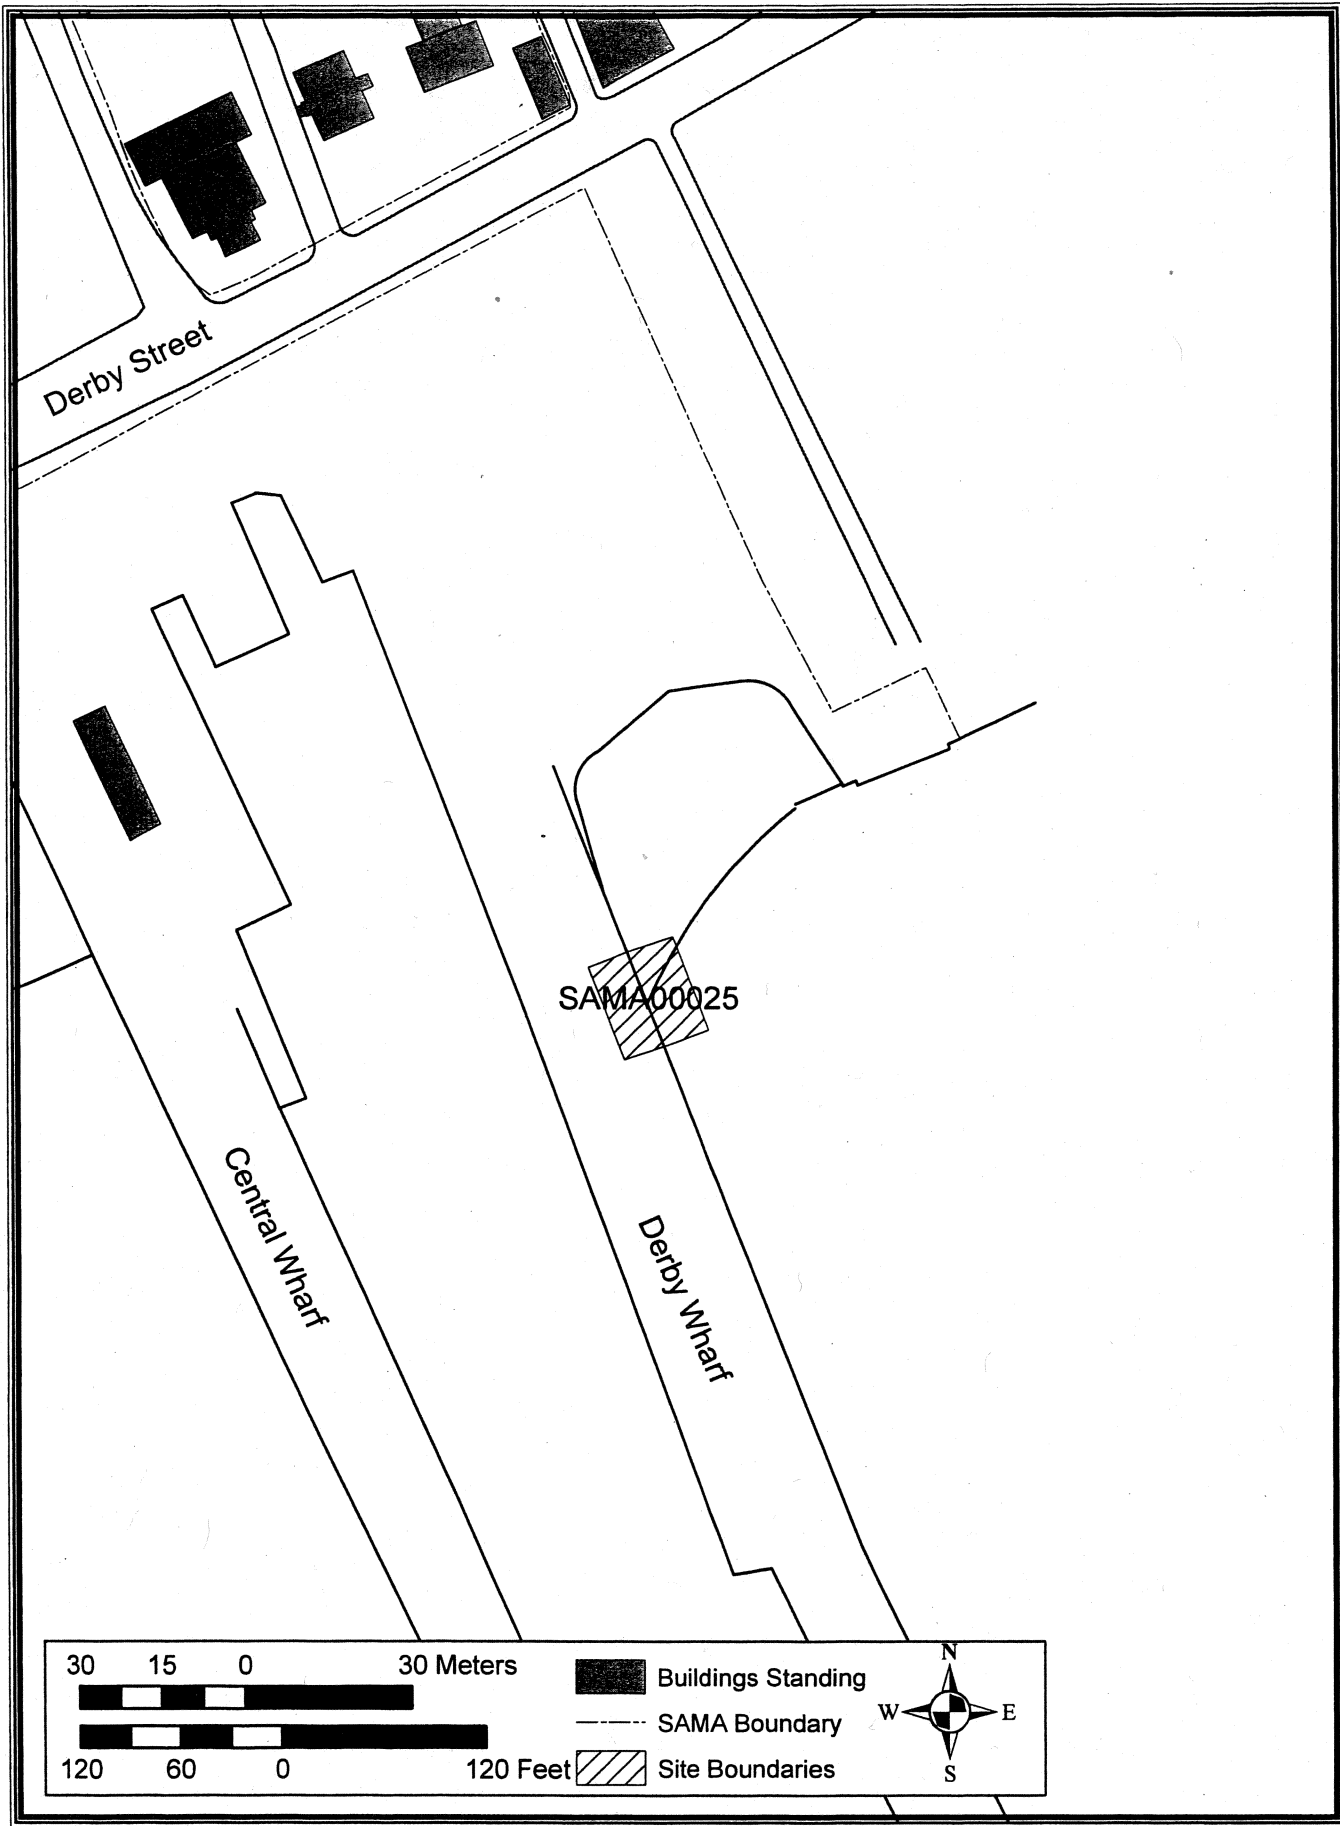 Derby Street
SAMA00025
Central Wharf
Derby Wharf
30 15 0 30 Meters
120 60 0 120 Feet
Buildings Standing
SAMA Boundary
Site Boundaries
N
W E
S